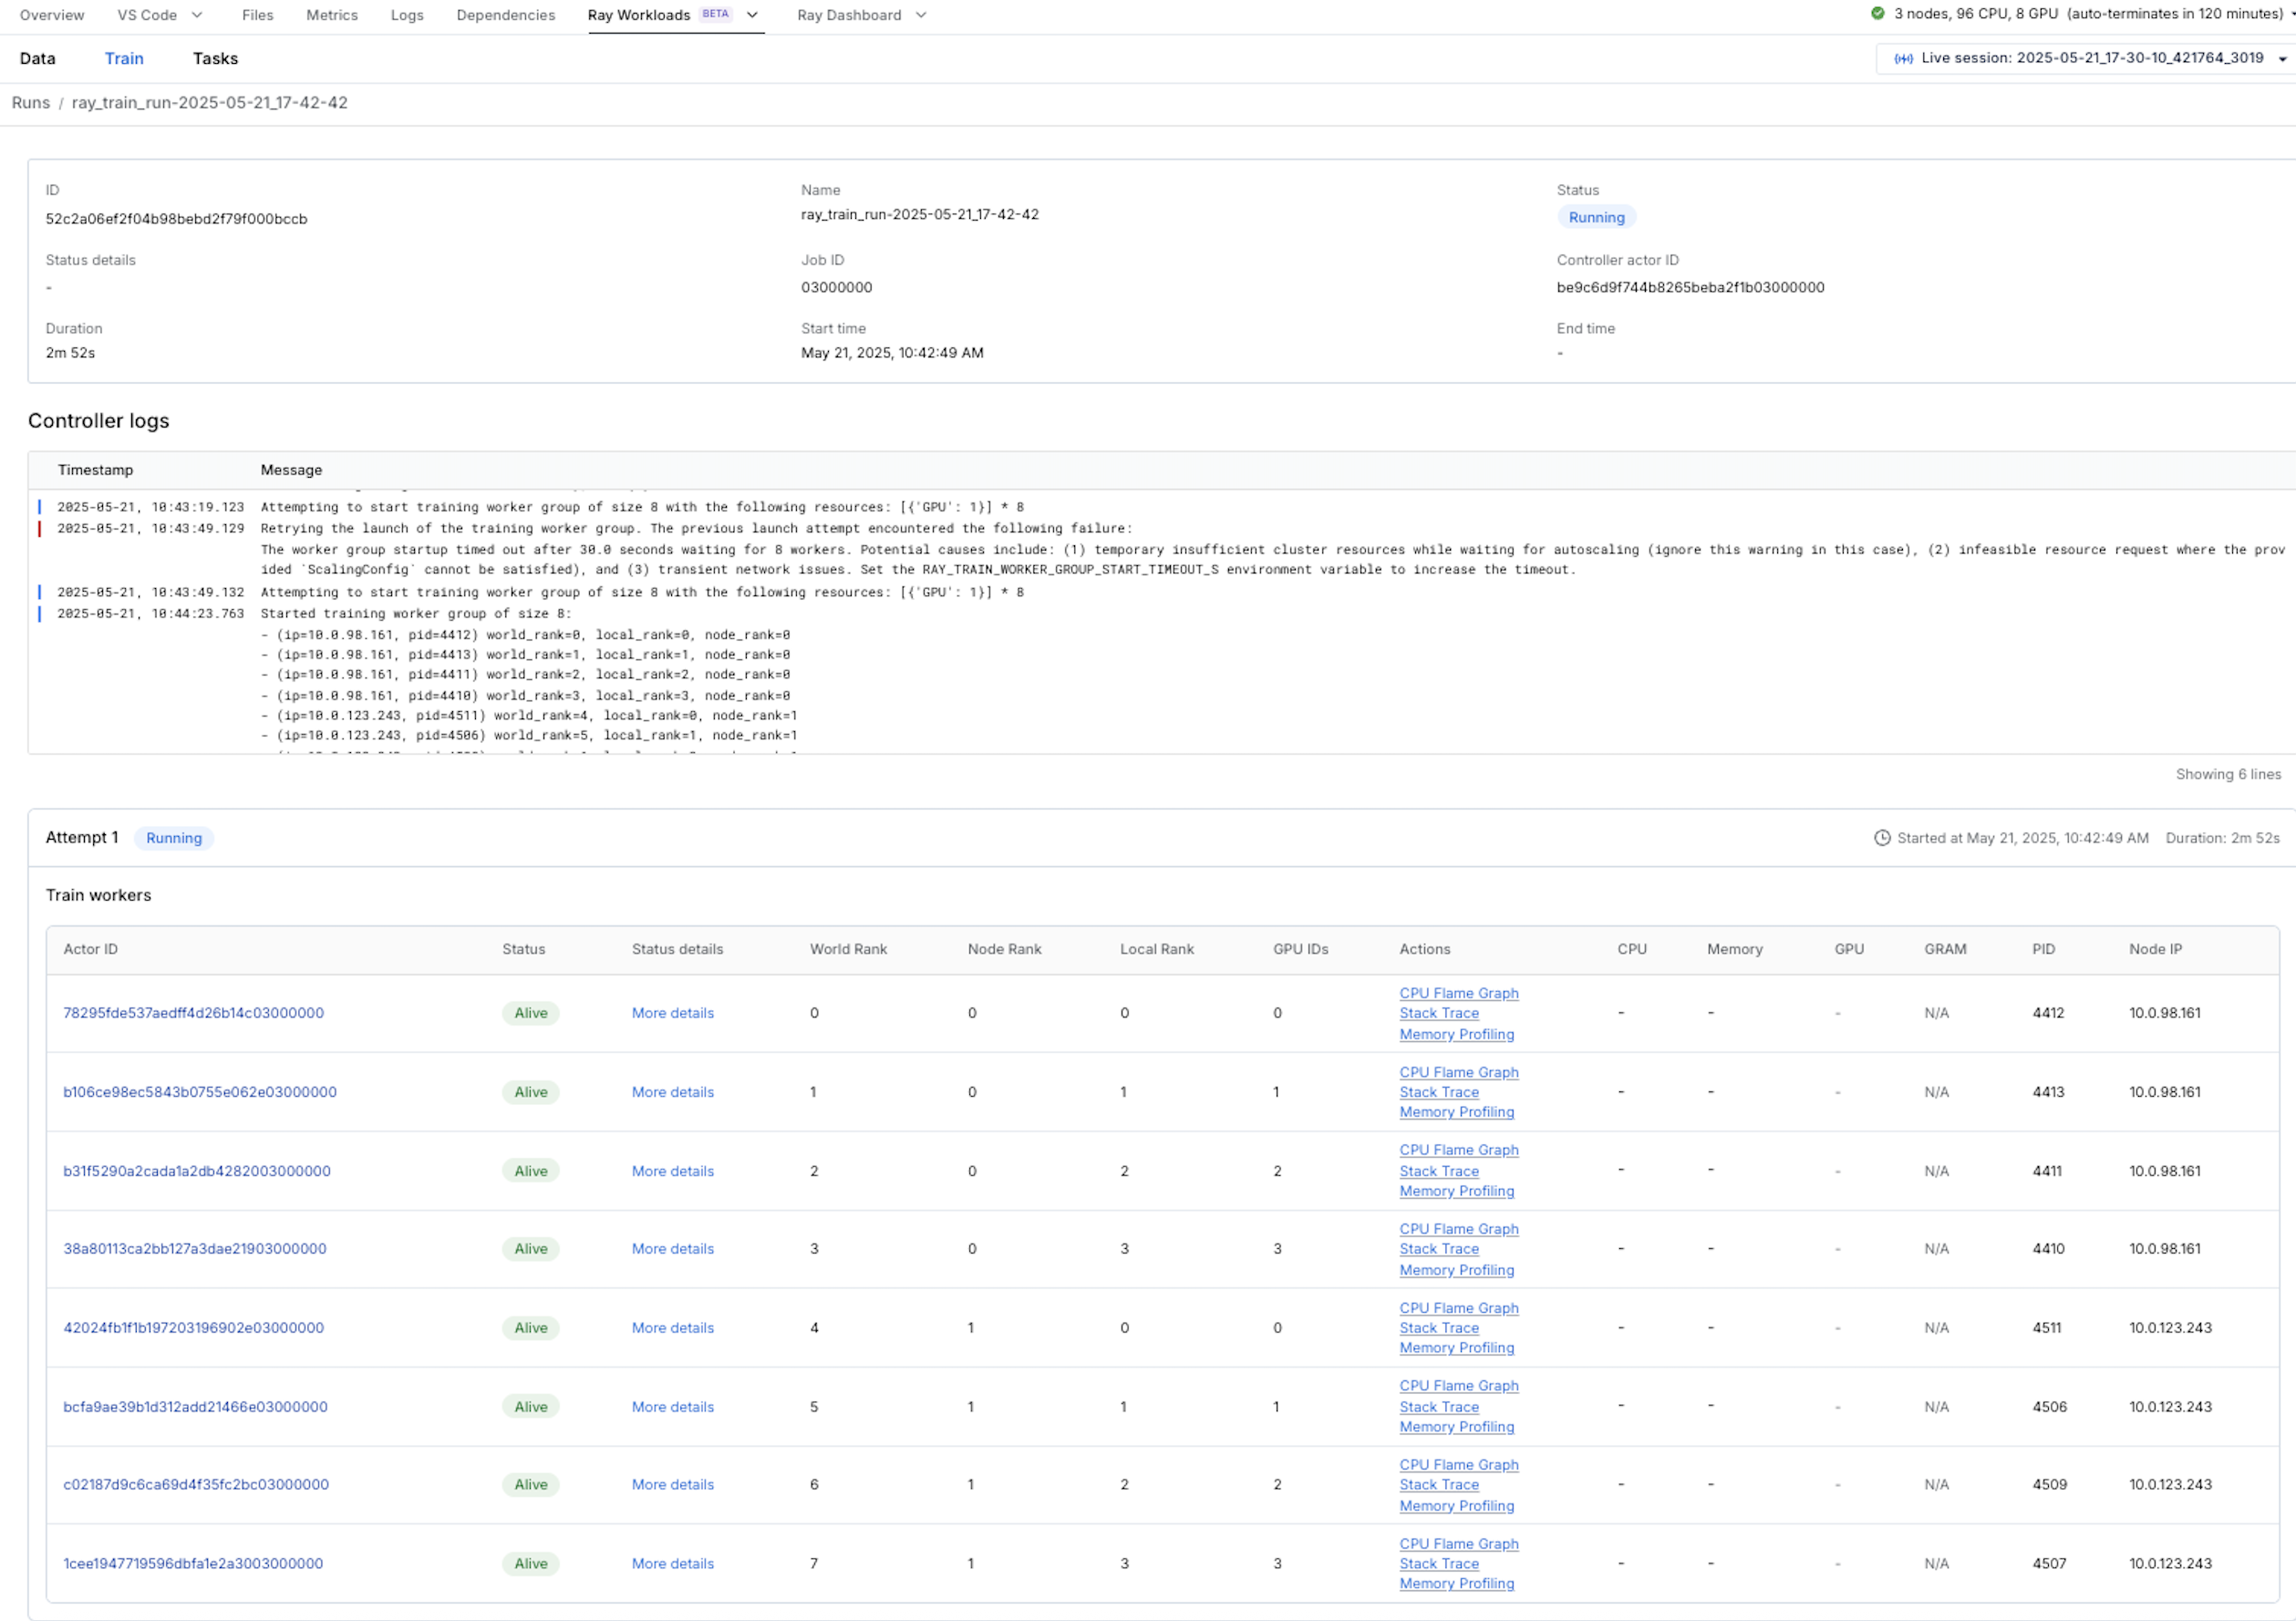 Overview VS Code Files Metrics Logs Dependencies Ray Workloads BETA Ray Dashboard 3 nodes, 96 CPU, 8 GPU (auto-terminates in 120 minutes)
Data Train Tasks Live session: 2025-05-21_17-30-10_421764_3019
Runs / ray_train_run-2025-05-21_17-42-42
ID Name Status
52c2a06ef2f04b98bebd2f79f000bccb ray_train_run-2025-05-21_17-42-42 Running
Status details Job ID Controller actor ID
- 03000000 be9c6d9f744b8265beba2f1b03000000
Duration Start time End time
2m 52s May 21, 2025, 10:42:49 AM -
Controller logs
Timestamp Message
2025-05-21, 10:43:19.123 Attempting to start training worker group of size 8 with the following resources: [{'GPU': 1}] * 8
2025-05-21, 10:43:49.129 Retrying the launch of the training worker group. The previous launch attempt encountered the following failure:
The worker group startup timed out after 30.0 seconds waiting for 8 workers. Potential causes include: (1) temporary insufficient cluster resources while waiting for autoscaling (ignore this warning in this case), (2) infeasible resource request where the prov
ided `ScalingConfig` cannot be satisfied), and (3) transient network issues. Set the RAY_TRAIN_WORKER_GROUP_START_TIMEOUT_S environment variable to increase the timeout.
2025-05-21, 10:43:49.132 Attempting to start training worker group of size 8 with the following resources: [{'GPU': 1}] * 8
2025-05-21, 10:44:23.763 Started training worker group of size 8:
- (ip=10.0.98.161, pid=4412) world_rank=0, local_rank=0, node_rank=0
- (ip=10.0.98.161, pid=4413) world_rank=1, local_rank=1, node_rank=0
- (ip=10.0.98.161, pid=4411) world_rank=2, local_rank=2, node_rank=0
- (ip=10.0.98.161, pid=4410) world_rank=3, local_rank=3, node_rank=0
- (ip=10.0.123.243, pid=4511) world_rank=4, local_rank=0, node_rank=1
- (ip=10.0.123.243, pid=4506) world_rank=5, local_rank=1, node_rank=1
Showing 6 lines
Attempt 1 Running Started at May 21, 2025, 10:42:49 AM Duration: 2m 52s
Train workers
Actor ID Status Status details World Rank Node Rank Local Rank GPU IDs Actions CPU Memory GPU GRAM PID Node IP
CPU Flame Graph
78295fde537aedff4d26b14c03000000 Alive More details 0 0 0 0 Stack Trace - - - N/A 4412 10.0.98.161
Memory Profiling
CPU Flame Graph
b106ce98ec5843b0755e062e03000000 Alive More details 1 0 1 1 Stack Trace - - - N/A 4413 10.0.98.161
Memory Profiling
CPU Flame Graph
b31f5290a2cada1a2db4282003000000 Alive More details 2 0 2 2 Stack Trace - - - N/A 4411 10.0.98.161
Memory Profiling
CPU Flame Graph
38a80113ca2bb127a3dae21903000000 Alive More details 3 0 3 3 Stack Trace - - - N/A 4410 10.0.98.161
Memory Profiling
CPU Flame Graph
42024fb1f1b197203196902e03000000 Alive More details 4 1 0 0 Stack Trace - - - N/A 4511 10.0.123.243
Memory Profiling
CPU Flame Graph
bcfa9ae39b1d312add21466e03000000 Alive More details 5 1 1 1 Stack Trace - - - N/A 4506 10.0.123.243
Memory Profiling
CPU Flame Graph
c02187d9c6ca69d4f35fc2bc03000000 Alive More details 6 1 2 2 Stack Trace - - - N/A 4509 10.0.123.243
Memory Profiling
CPU Flame Graph
1cee1947719596dbfa1e2a3003000000 Alive More details 7 1 3 3 Stack Trace - - - N/A 4507 10.0.123.243
Memory Profiling